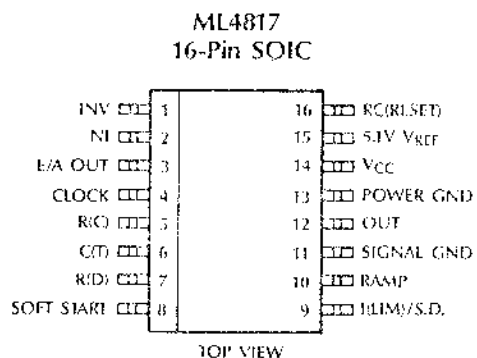 ML4817
16-Pin SOIC
INV 1 16 RC(RESET)
NI 2 15 5.1V VREF
E/A OUT 3 14 VCC
CLOCK 4 13 POWER GND
R(C) 5 12 OUT
C(T) 6 11 SIGNAL GND
R(D) 7 10 RAMP
SOFT START 8 9 I(LIM)/S.D.
TOP VIEW